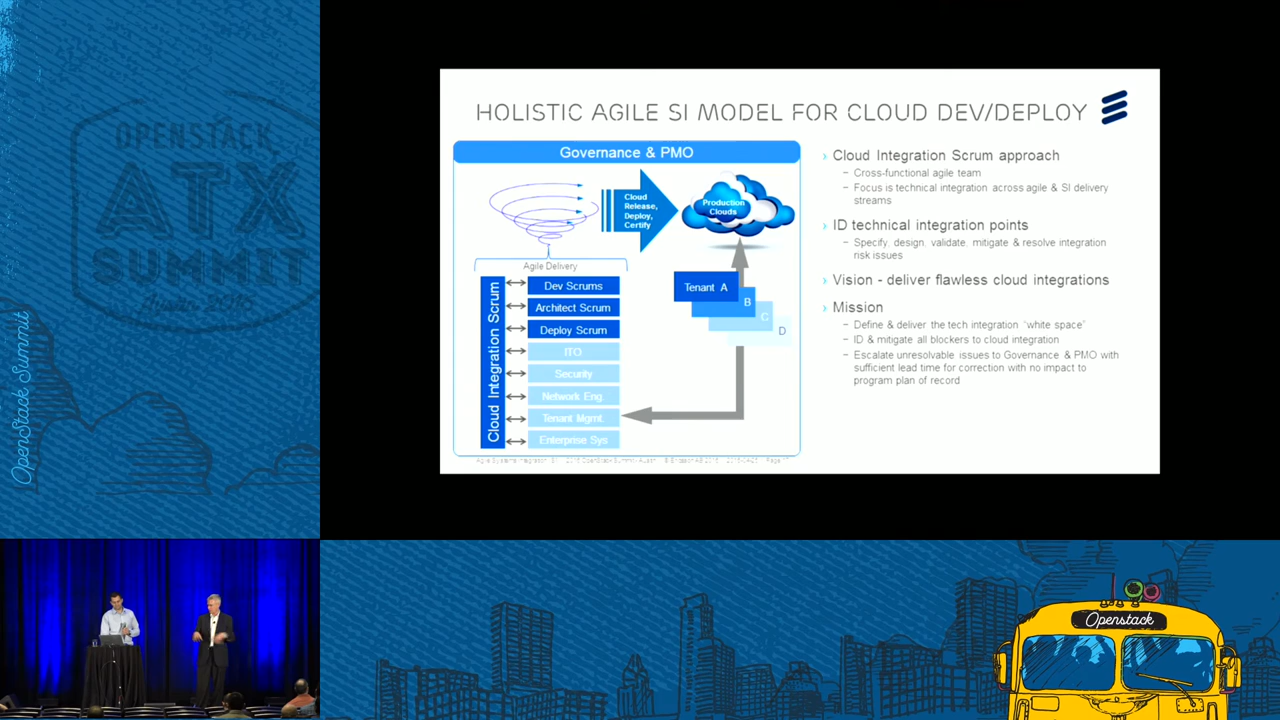 OPENSTACK
ATX
AUSTIN
OpenStack Summit
HOLISTIC AGILE SI MODEL FOR CLOUD DEV/DEPLOY
Governance & PMO
Cloud
Release,
Deploy,
Certify
Production
Clouds
Agile Delivery
Cloud Integration Scrum
Dev Scrums
Architect Scrum
Deploy Scrum
ITO
Security
Network Eng.
Tenant Mgmt.
Enterprise Sys
Tenant A
B
C
D
› Cloud Integration Scrum approach
– Cross-functional agile team
– Focus is technical integration across agile & SI delivery
streams
› ID technical integration points
– Specify, design, validate, mitigate & resolve integration
risk issues
› Vision - deliver flawless cloud integrations
› Mission
– Define & deliver the tech integration “white space”
– ID & mitigate all blockers to cloud integration
– Escalate unresolvable issues to Governance & PMO with
sufficient lead time for correction with no impact to
program plan of record
Openstack